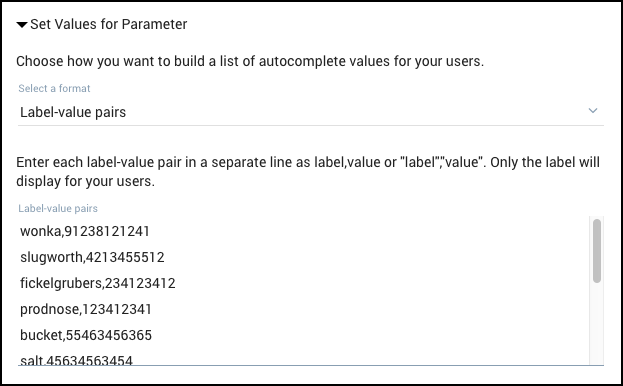 Set Values for Parameter
Choose how you want to build a list of autocomplete values for your users.
Select a format
Label-value pairs
Enter each label-value pair in a separate line as label,value or "label","value". Only the label will
display for your users.
Label-value pairs
wonka,91238121241
slugworth,4213455512
fickelgrubers,234123412
prodnose,123412341
bucket,55463456365
salt,45634563454